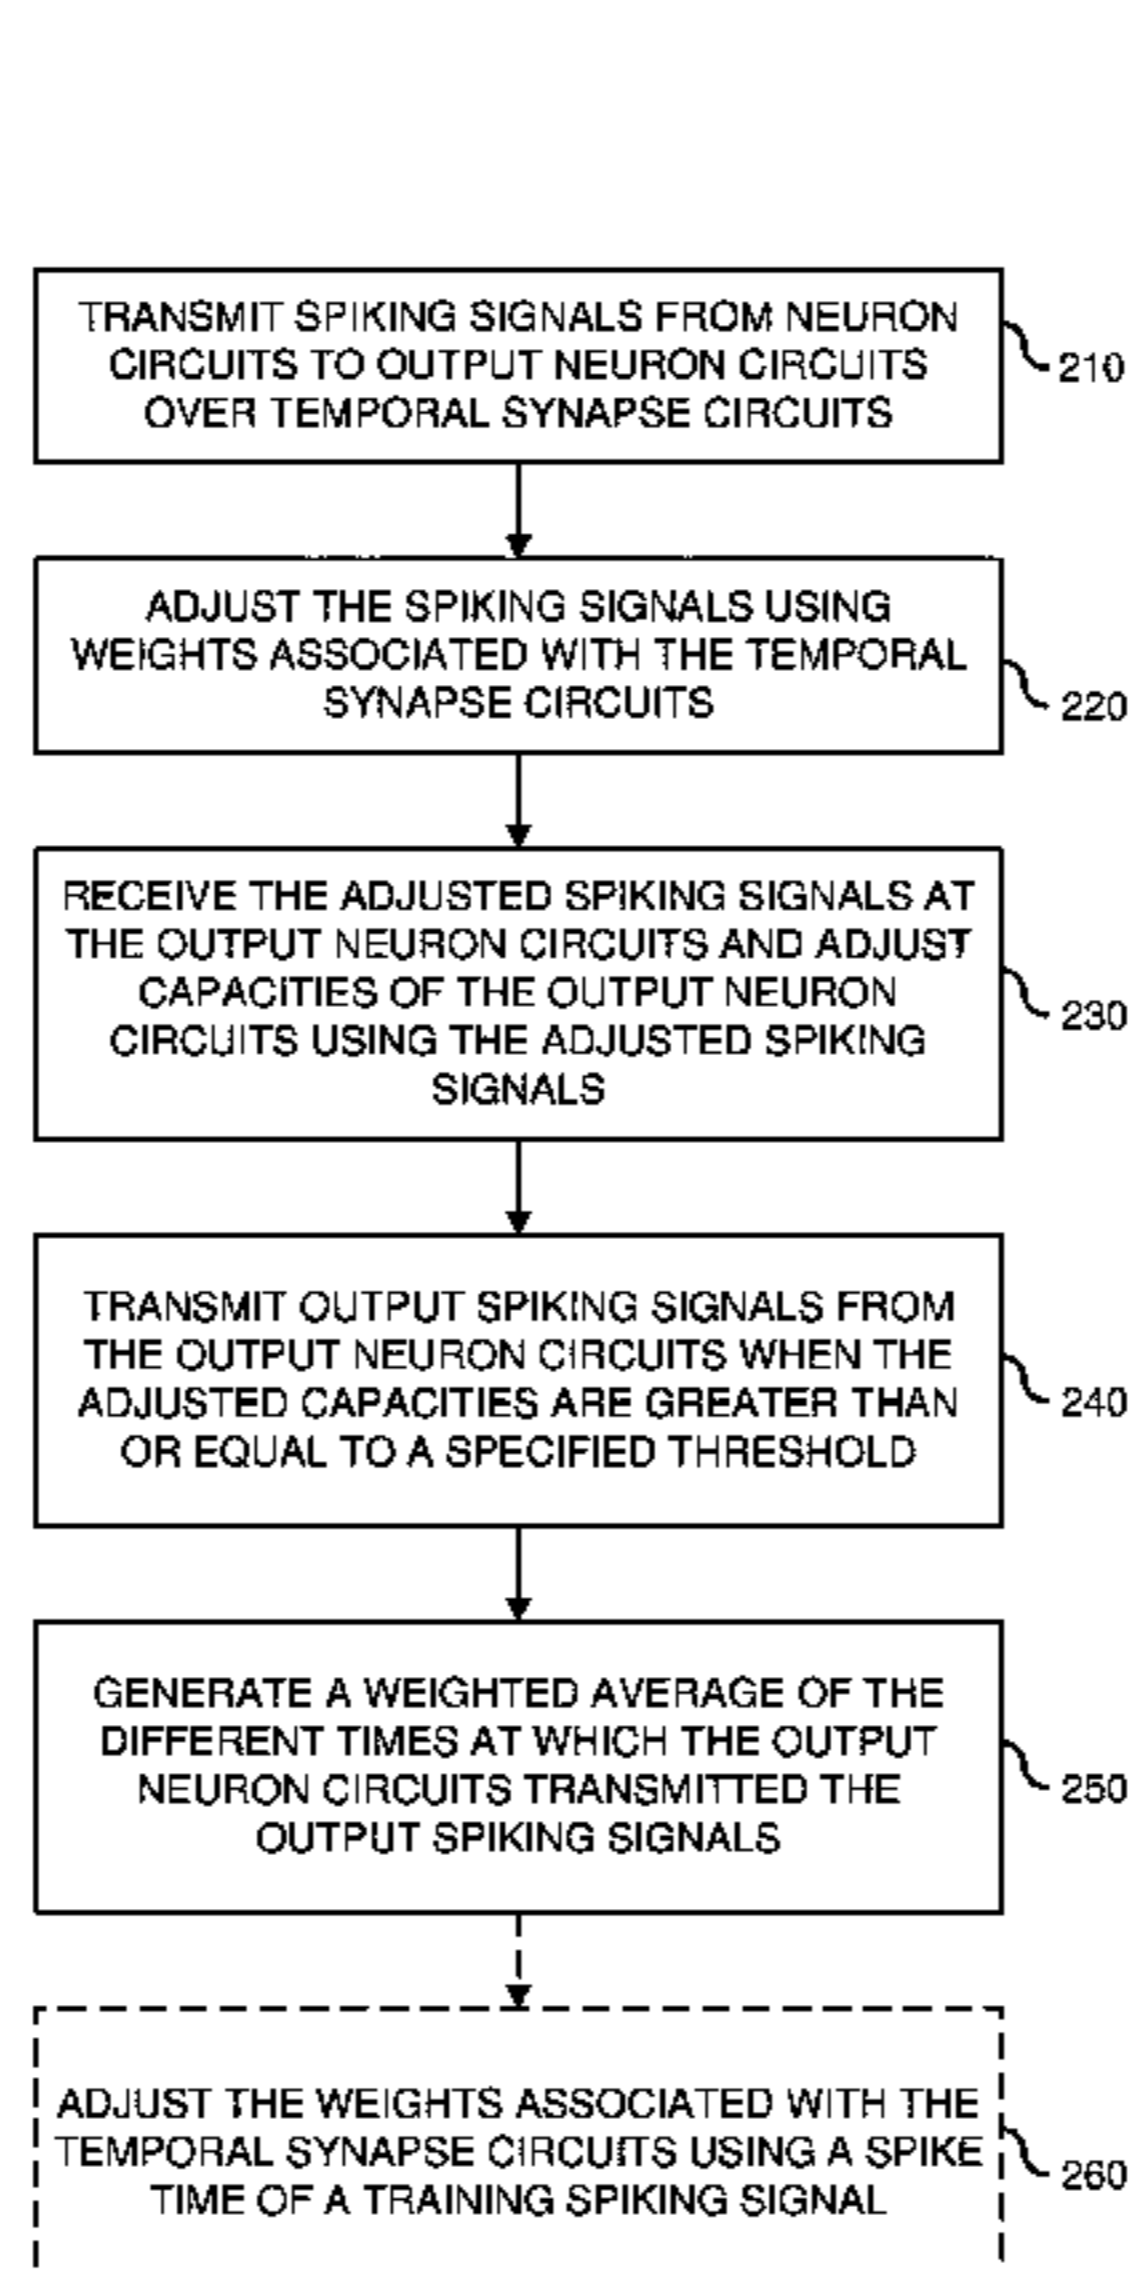 TRANSMIT SPIKING SIGNALS FROM NEURON
CIRCUITS TO OUTPUT NEURON CIRCUITS
OVER TEMPORAL SYNAPSE CIRCUITS
210
ADJUST THE SPIKING SIGNALS USING
WEIGHTS ASSOCIATED WITH THE TEMPORAL
SYNAPSE CIRCUITS
220
RECEIVE THE ADJUSTED SPIKING SIGNALS AT
THE OUTPUT NEURON CIRCUITS AND ADJUST
CAPACITIES OF THE OUTPUT NEURON
CIRCUITS USING THE ADJUSTED SPIKING
SIGNALS
230
TRANSMIT OUTPUT SPIKING SIGNALS FROM
THE OUTPUT NEURON CIRCUITS WHEN THE
ADJUSTED CAPACITIES ARE GREATER THAN
OR EQUAL TO A SPECIFIED THRESHOLD
240
GENERATE A WEIGHTED AVERAGE OF THE
DIFFERENT TIMES AT WHICH THE OUTPUT
NEURON CIRCUITS TRANSMITTED THE
OUTPUT SPIKING SIGNALS
250
ADJUST THE WEIGHTS ASSOCIATED WITH THE
TEMPORAL SYNAPSE CIRCUITS USING A SPIKE
TIME OF A TRAINING SPIKING SIGNAL
260